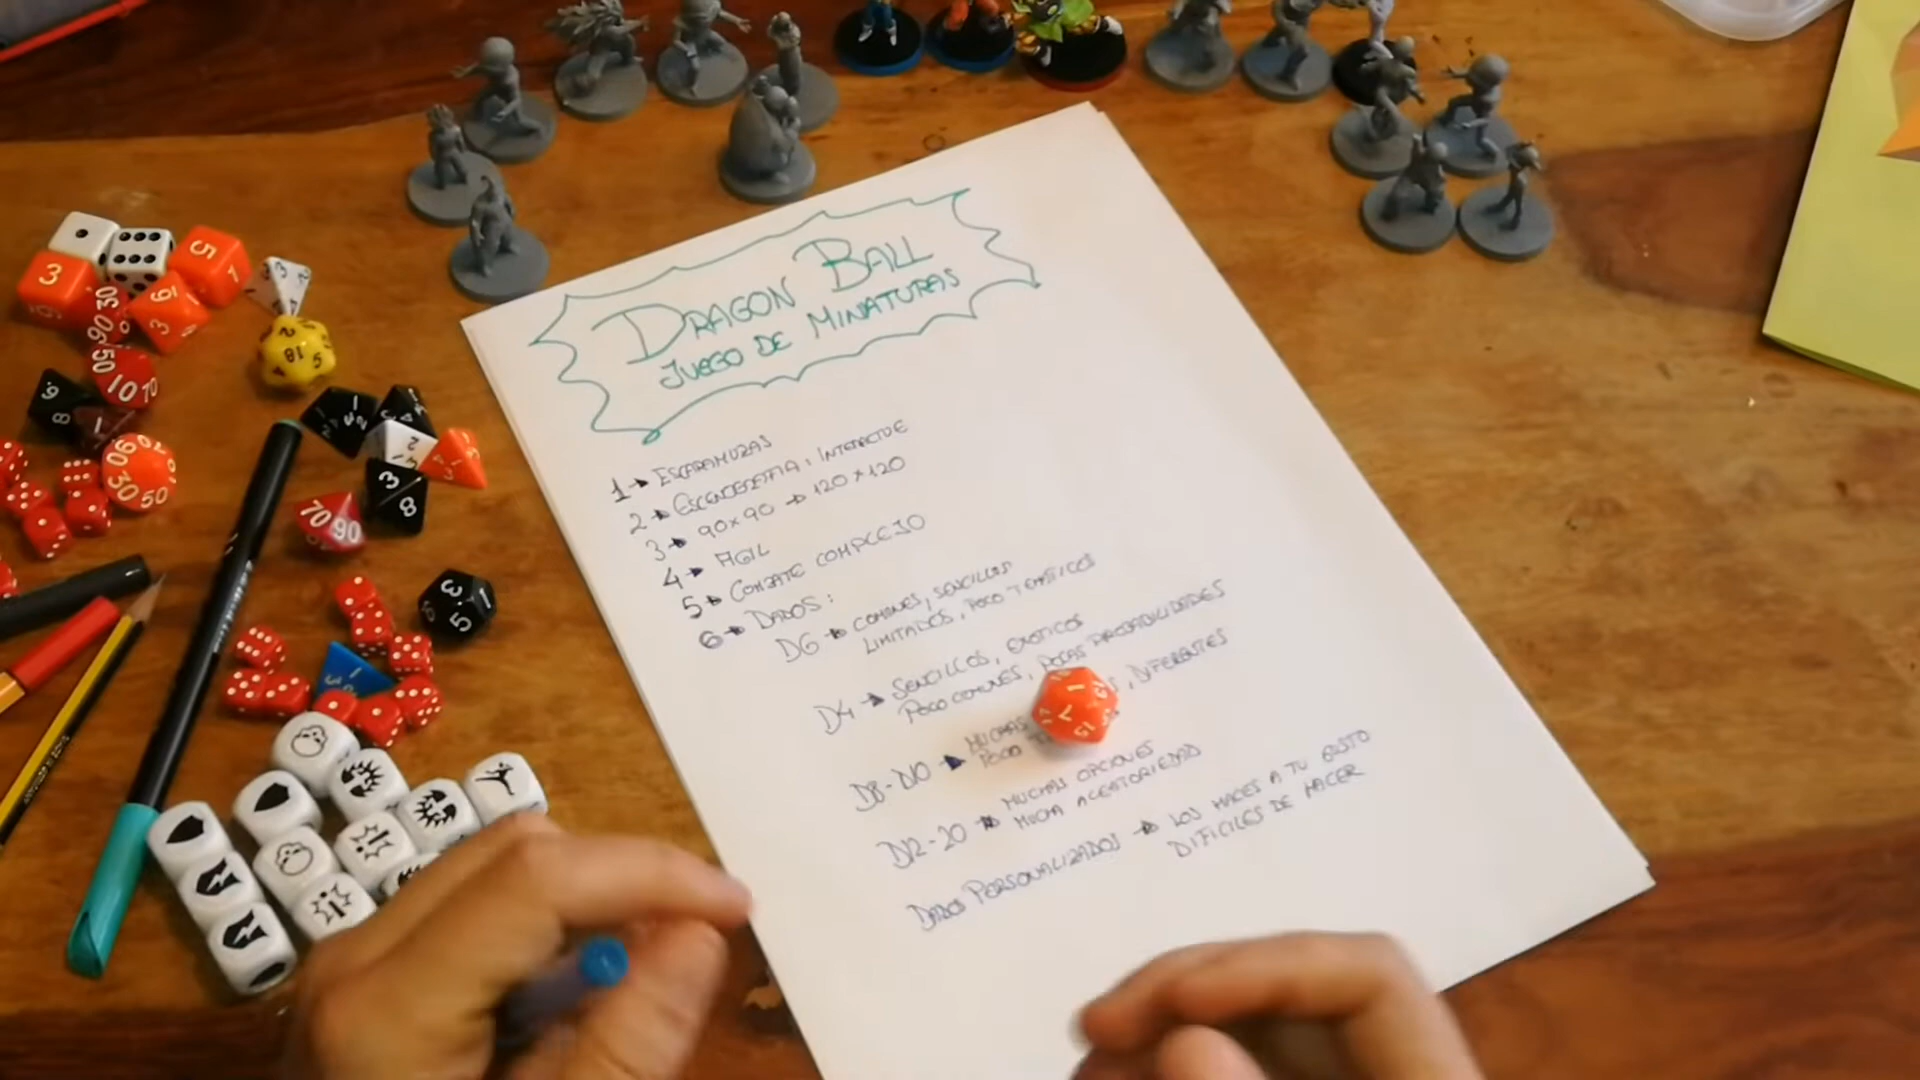 DRAGON BALL
JUEGO DE MINIATURAS
1→ ESCARAMUZAS
2→ ESCENOGRAFIA: INTERACTUE
3→ 90x90 → 120x120
4→ AGIL
5→ COMBATE COMPLEJO
6→ DADOS:
D6 → COMUNES, SENCILLOS
LIMITADOS, POCO TEMATICOS
D4 → SENCILLOS, EXOTICOS
POCO COMUNES, POCAS PROBABILIDADES
D8-D10 → MUCHAS , DIFERENTES
POCO
D12-20 → MUCHAS OPCIONES
MUCHA ALEATORIEDAD
DADOS PERSONALIZADOS → LOS HACES A TU GUSTO
DIFICILES DE HACER